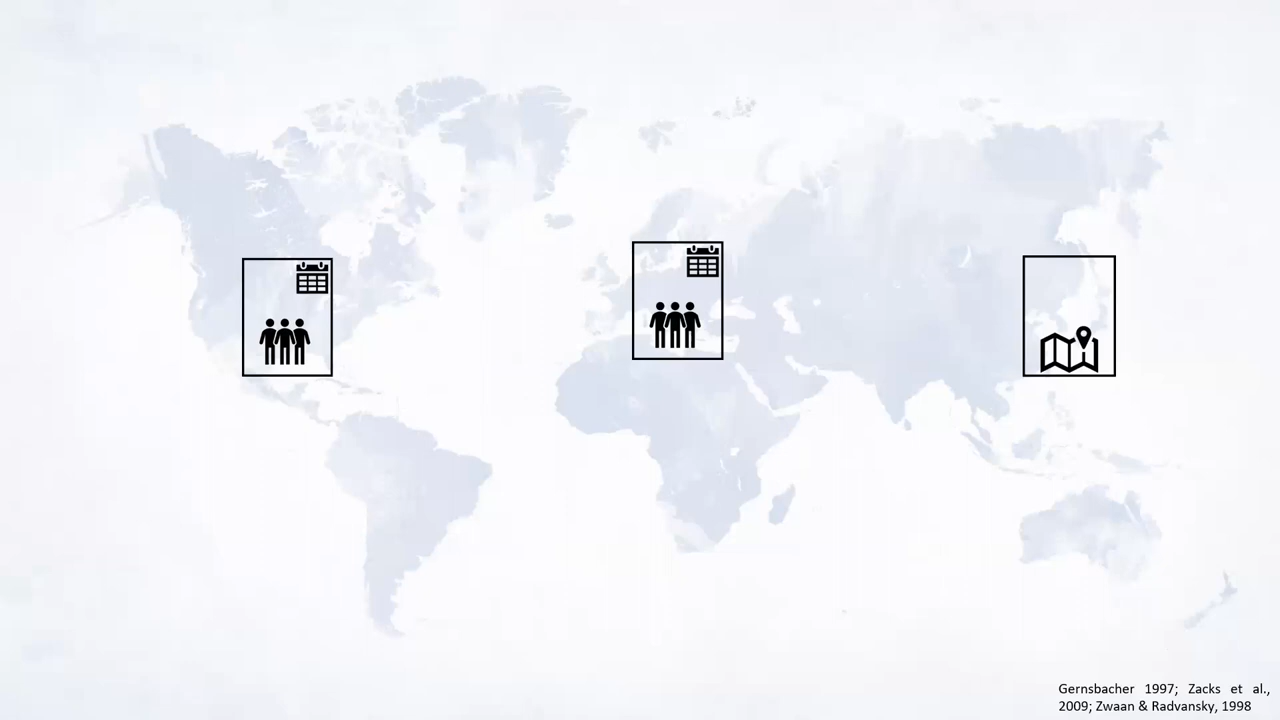 Gernsbacher 1997; Zacks et al.,
2009; Zwaan & Radvansky, 1998